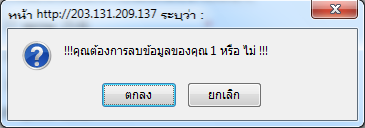 หน้า http://203.131.209.137 ระบุว่า :
!!!คุณต้องการลบข้อมูลของคุณ 1 หรือ ไม่ !!!
ตกลง ยกเลิก